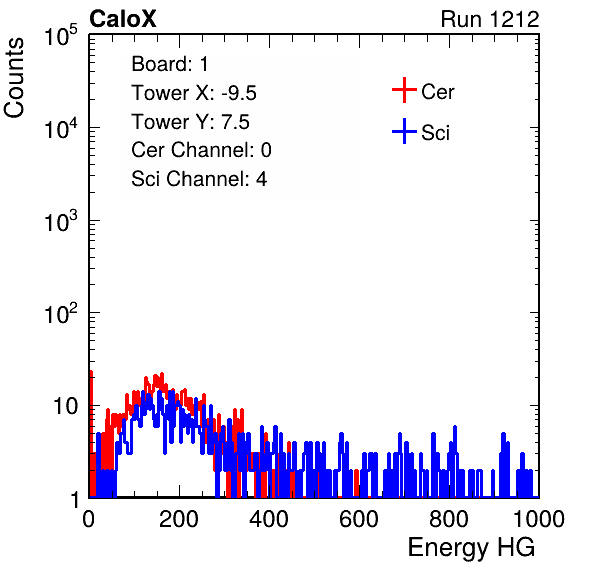 CaloX Run 1212
Counts
Board: 1
Tower X: -9.5
Tower Y: 7.5
Cer Channel: 0
Sci Channel: 4
Cer
Sci
10^5
10^4
10^3
10^2
10
1
0 200 400 600 800 1000
Energy HG